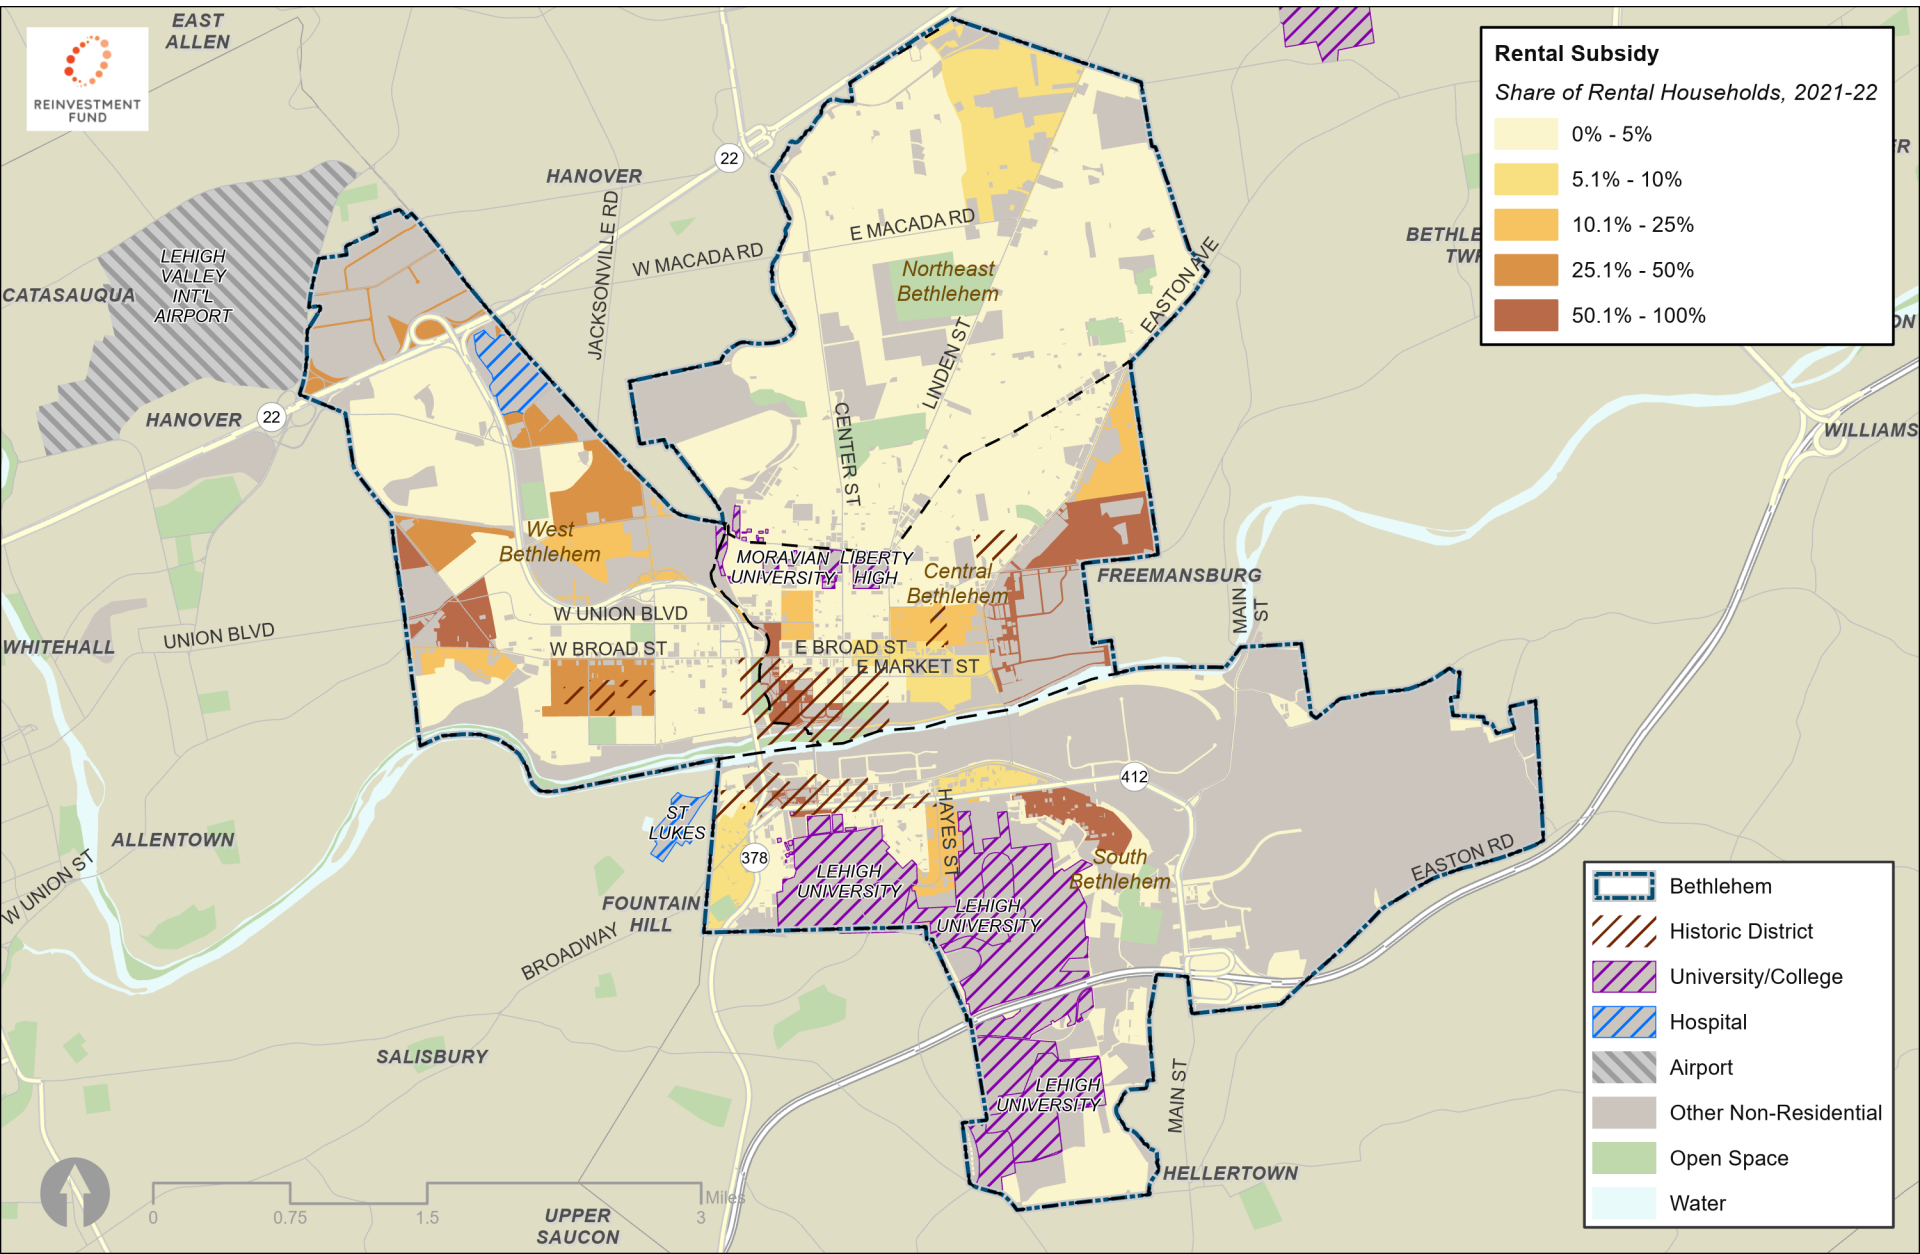 EAST
ALLEN
REINVESTMENT
FUND
Rental Subsidy
Share of Rental Households, 2021-22
0% - 5%
5.1% - 10%
10.1% - 25%
25.1% - 50%
50.1% - 100%
22
HANOVER
JACKSONVILLE RD
W MACADA RD
E MACADA RD
EASTON AVE
BETHLE
TWP
ER
ON
LEHIGH
VALLEY
INT'L
AIRPORT
CATASAUQUA
Northeast
Bethlehem
LINDEN ST
CENTER ST
HANOVER
22
WILLIAMS
West
Bethlehem
MORAVIAN
UNIVERSITY
LIBERTY
HIGH
Central
Bethlehem
FREEMANSBURG
MAIN
ST
WHITEHALL
UNION BLVD
W UNION BLVD
W BROAD ST
E BROAD ST
E MARKET ST
412
ST
LUKES
HAYES ST
ALLENTOWN
W UNION ST
378
LEHIGH
UNIVERSITY
South
Bethlehem
EASTON RD
FOUNTAIN
HILL
LEHIGH
UNIVERSITY
BROADWAY
SALISBURY
LEHIGH
UNIVERSITY
MAIN ST
HELLERTOWN
UPPER
SAUCON
0
0.75
1.5
3
Miles
Bethlehem
Historic District
University/College
Hospital
Airport
Other Non-Residential
Open Space
Water